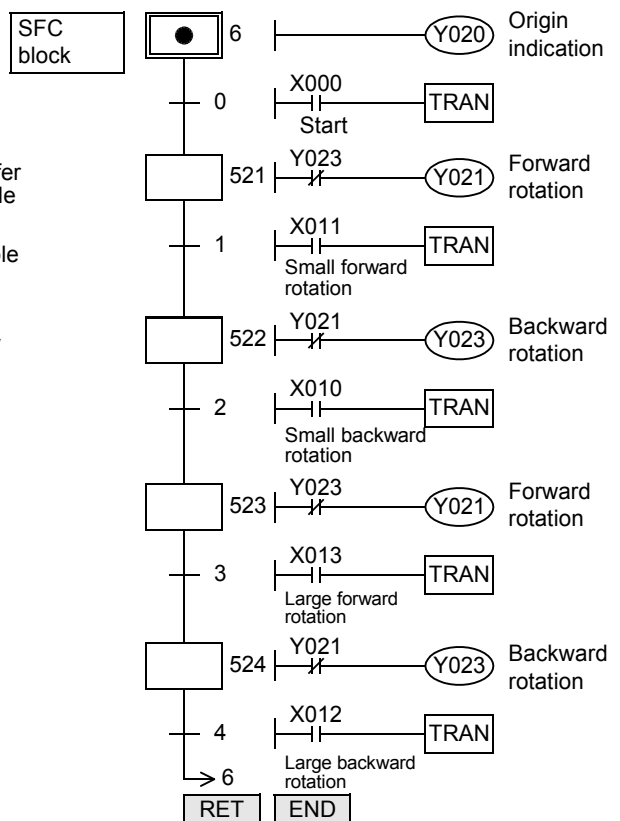 SFC
block
6
Y020
Origin
indication
0
X000
TRAN
Start
fer
le
521
Y023
Y021
Forward
rotation
ole
1
X011
TRAN
Small forward
rotation
522
Y021
Y023
Backward
rotation
2
X010
TRAN
Small backward
rotation
523
Y023
Y021
Forward
rotation
3
X013
TRAN
Large forward
rotation
524
Y021
Y023
Backward
rotation
4
X012
TRAN
Large backward
rotation
6
RET
END